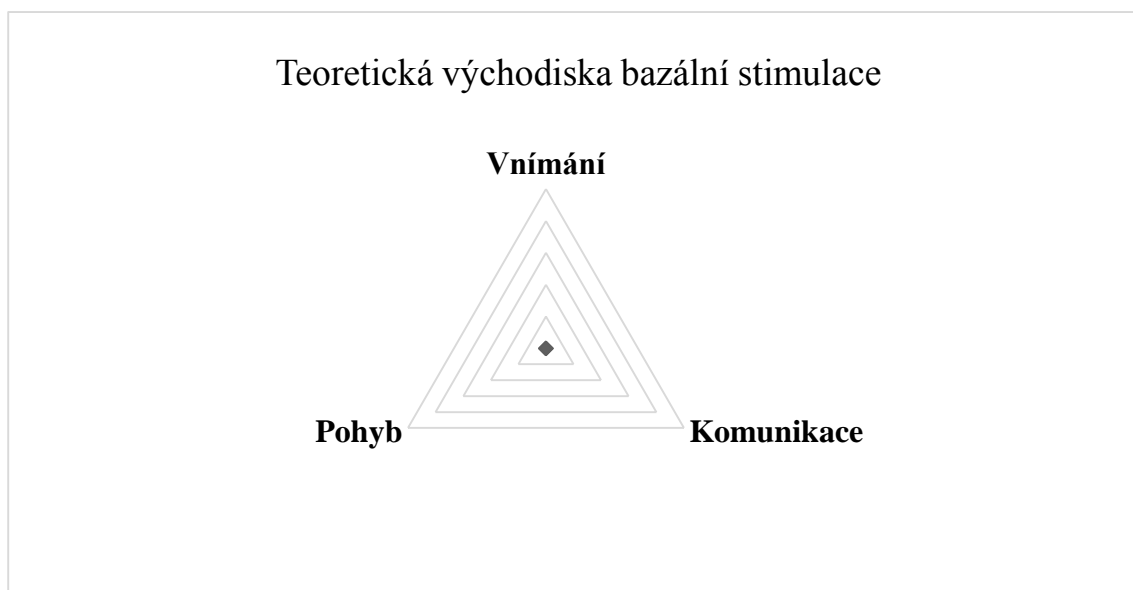 Teoretická východiska bazální stimulace
Vnímání
Pohyb
Komunikace